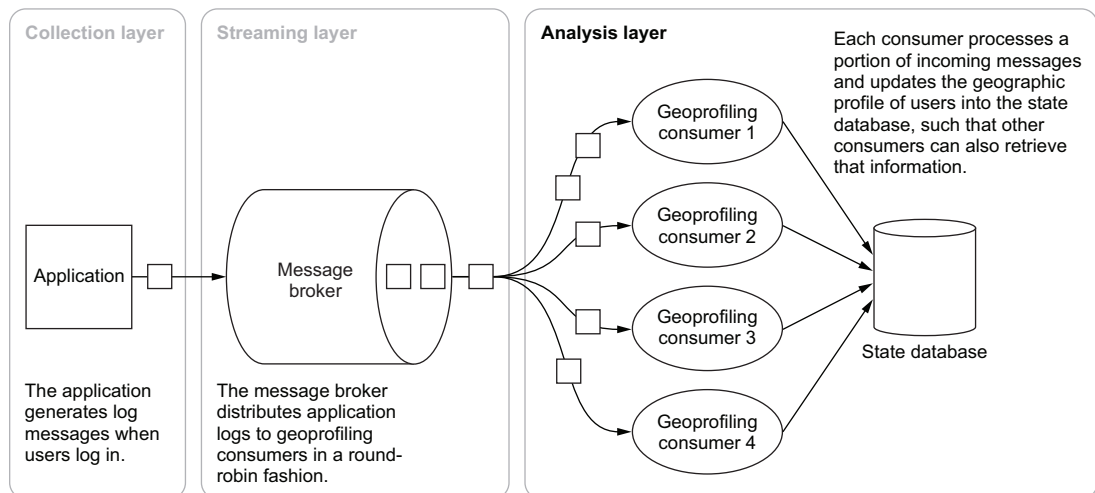 Collection layer
Streaming layer
Analysis layer
Each consumer processes a
portion of incoming messages
and updates the geographic
profile of users into the state
database, such that other
consumers can also retrieve
that information.
Geoprofiling
consumer 1
Geoprofiling
consumer 2
Application
Message
broker
Geoprofiling
consumer 3
State database
The application
generates log
messages when
users log in.
The message broker
distributes application
logs to geoprofiling
consumers in a round-
robin fashion.
Geoprofiling
consumer 4